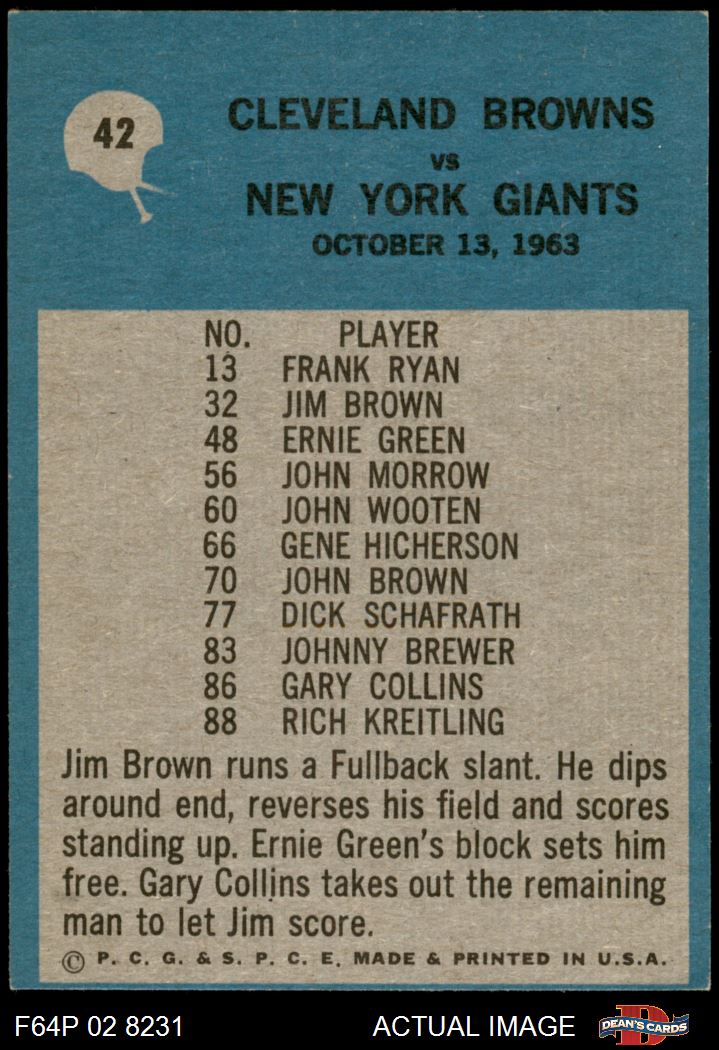 42
CLEVELAND BROWNS
VS
NEW YORK GIANTS
OCTOBER 13, 1963
NO. PLAYER
13 FRANK RYAN
32 JIM BROWN
48 ERNIE GREEN
56 JOHN MORROW
60 JOHN WOOTEN
66 GENE HICHERSON
70 JOHN BROWN
77 DICK SCHAFRATH
83 JOHNNY BREWER
86 GARY COLLINS
88 RICH KREITLING
Jim Brown runs a Fullback slant. He dips
around end, reverses his field and scores
standing up. Ernie Green's block sets him
free. Gary Collins takes out the remaining
man to let Jim score.
© P. C. G. & S. P. C. E. MADE & PRINTED IN U.S.A.
F64P 02 8231 ACTUAL IMAGE D DEAN'S CARDS